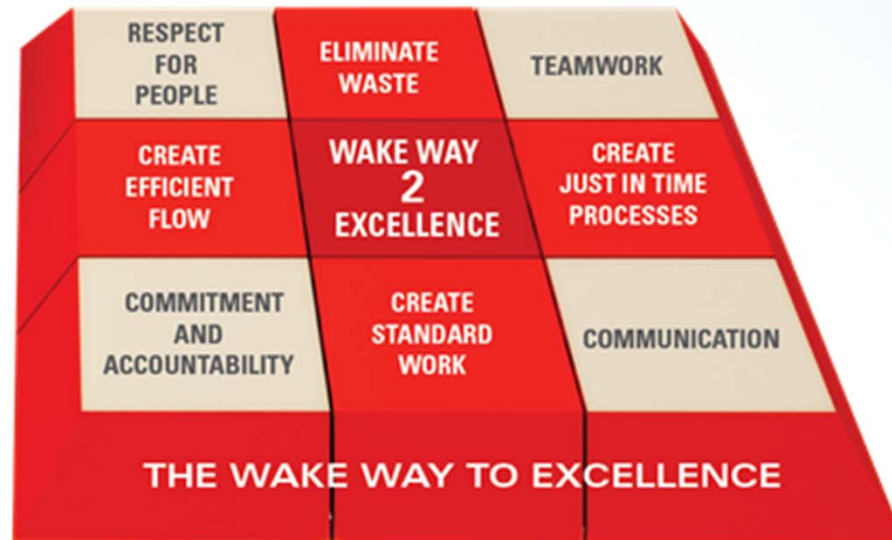 RESPECT
FOR
PEOPLE
ELIMINATE
WASTE
TEAMWORK
CREATE
EFFICIENT
FLOW
WAKE WAY
2
EXCELLENCE
CREATE
JUST IN TIME
PROCESSES
COMMITMENT
AND
ACCOUNTABILITY
CREATE
STANDARD
WORK
COMMUNICATION
THE WAKE WAY TO EXCELLENCE